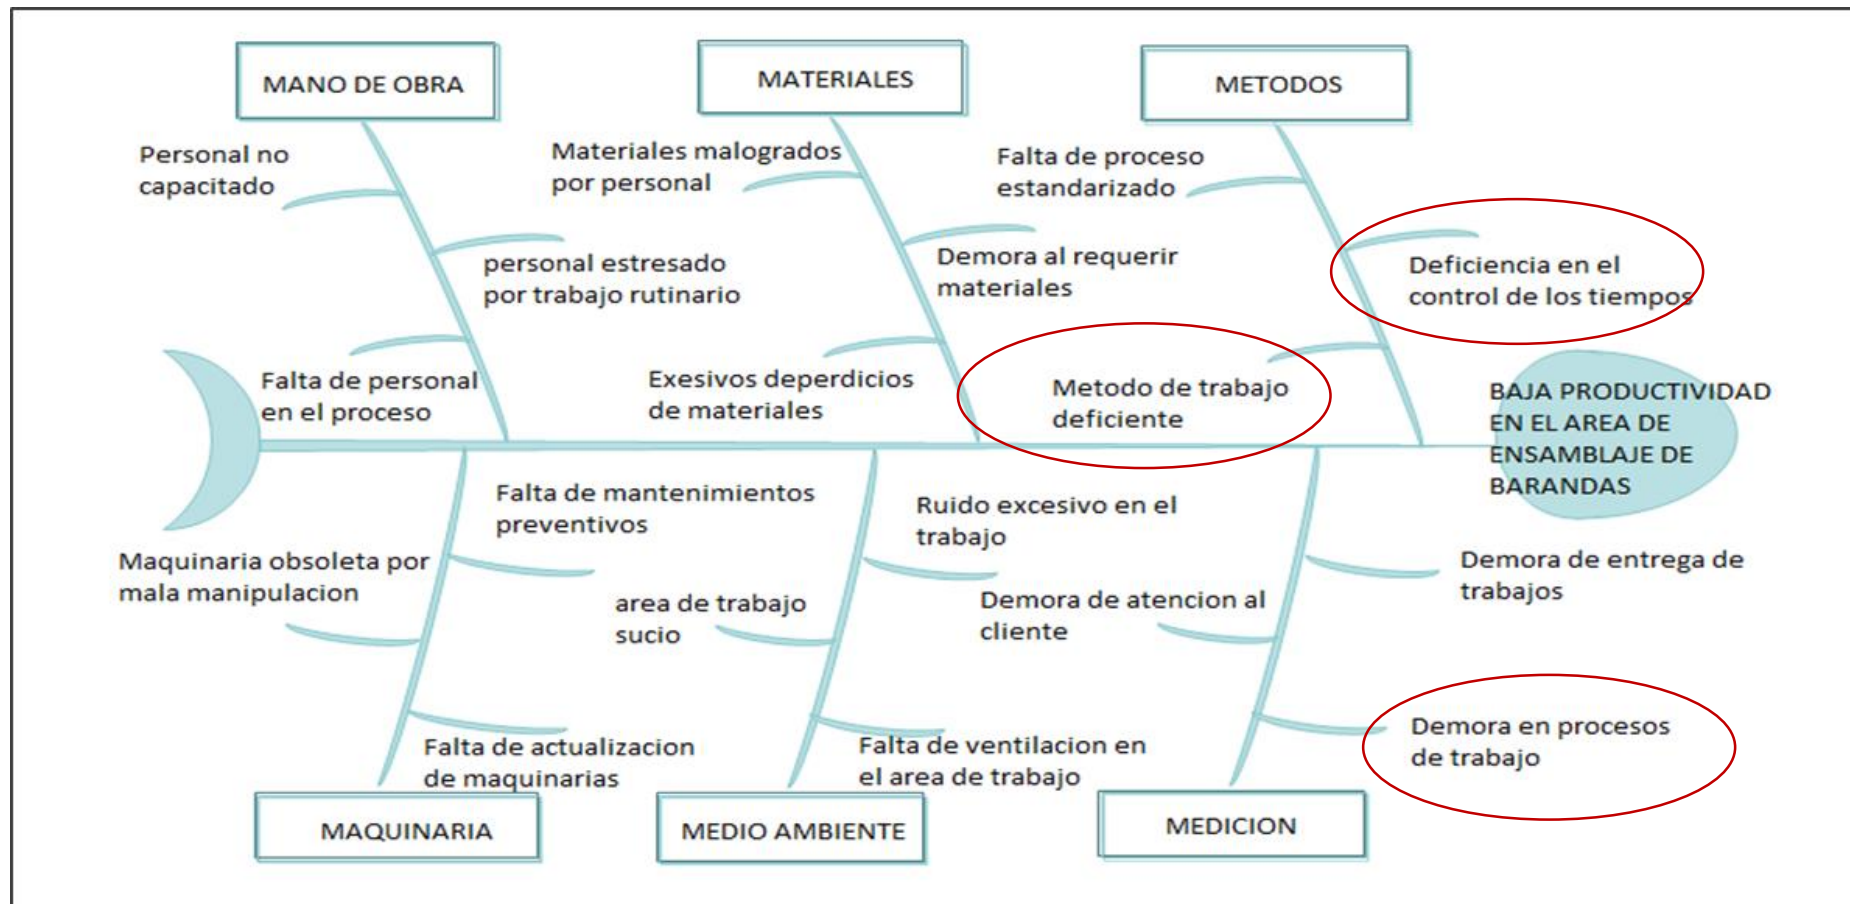 MANO DE OBRA
MATERIALES
METODOS
Personal no
capacitado
personal estresado
por trabajo rutinario
Falta de personal
en el proceso
Materiales malogrados
por personal
Demora al requerir
materiales
Exesivos deperdicios
de materiales
Falta de proceso
estandarizado
Deficiencia en el
control de los tiempos
Metodo de trabajo
deficiente
BAJA PRODUCTIVIDAD
EN EL AREA DE
ENSAMBLAJE DE
BARANDAS
Falta de mantenimientos
preventivos
Maquinaria obsoleta por
mala manipulacion
Falta de actualizacion
de maquinarias
Ruido excesivo en el
trabajo
area de trabajo
sucio
Falta de ventilacion en
el area de trabajo
Demora de entrega de
trabajos
Demora de atencion al
cliente
Demora en procesos
de trabajo
MAQUINARIA
MEDIO AMBIENTE
MEDICION